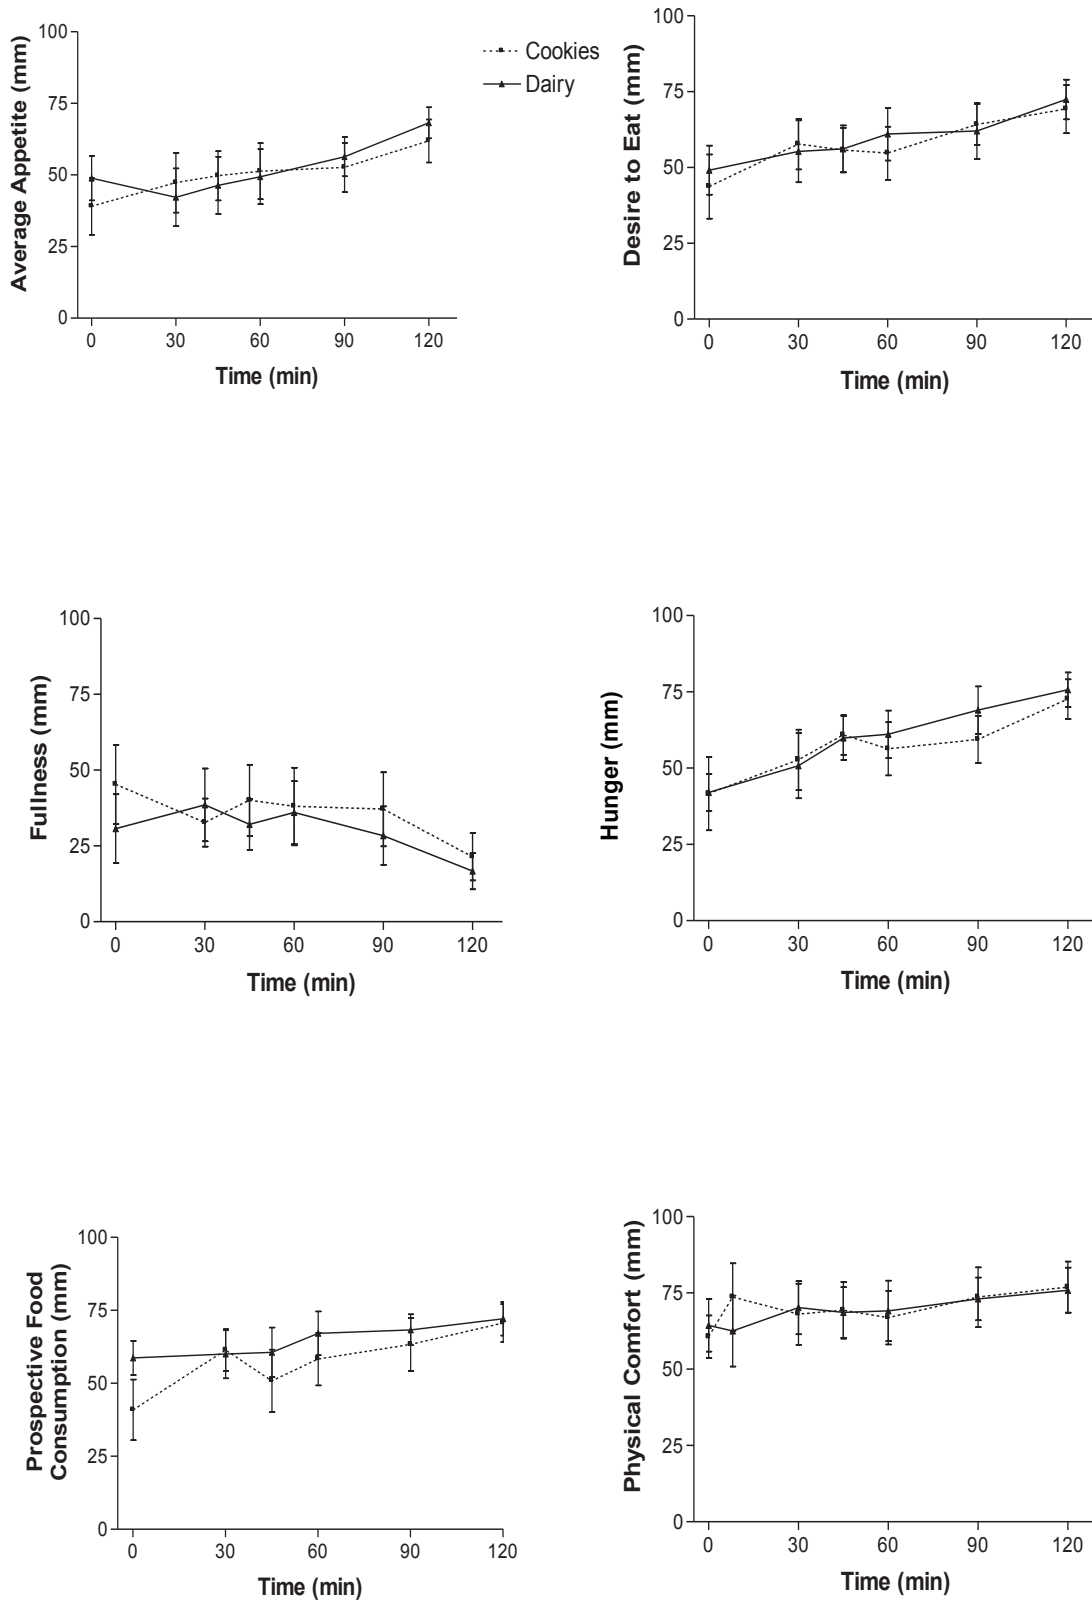 Average Appetite (mm)
100
75
50
25
0
0 30 60 90 120
Time (min)
Cookies
Dairy
Desire to Eat (mm)
100
75
50
25
0
0 30 60 90 120
Time (min)
Fullness (mm)
100
75
50
25
0
0 30 60 90 120
Time (min)
Hunger (mm)
100
75
50
25
0
0 30 60 90 120
Time (min)
Prospective Food
Consumption (mm)
100
75
50
25
0
0 30 60 90 120
Time (min)
Physical Comfort (mm)
100
75
50
25
0
0 30 60 90 120
Time (min)